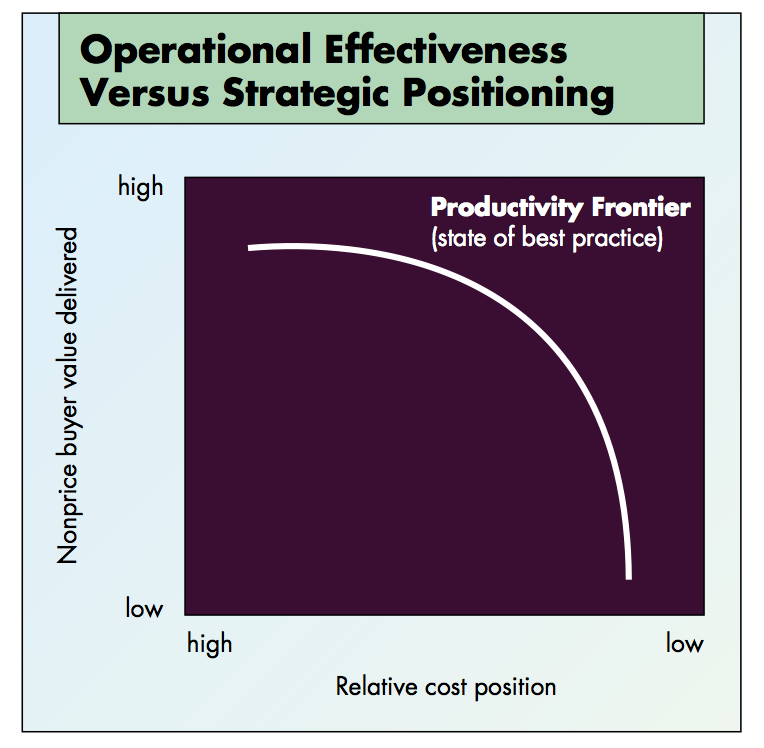 Operational Effectiveness
Versus Strategic Positioning
high
Productivity Frontier
(state of best practice)
Nonprice buyer value delivered
low
high
low
Relative cost position